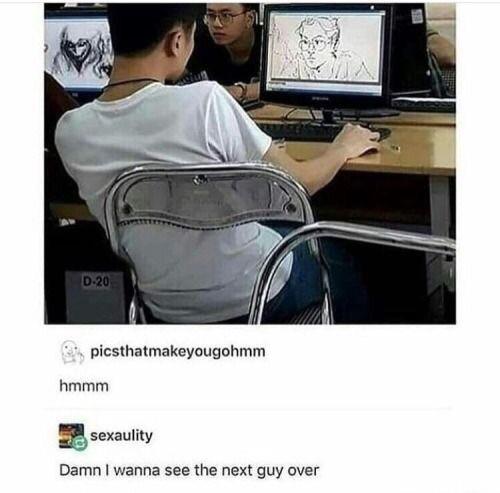 D-20
picsthatmakeyougohmm
hmmm
sexaulity
Damn I wanna see the next guy over